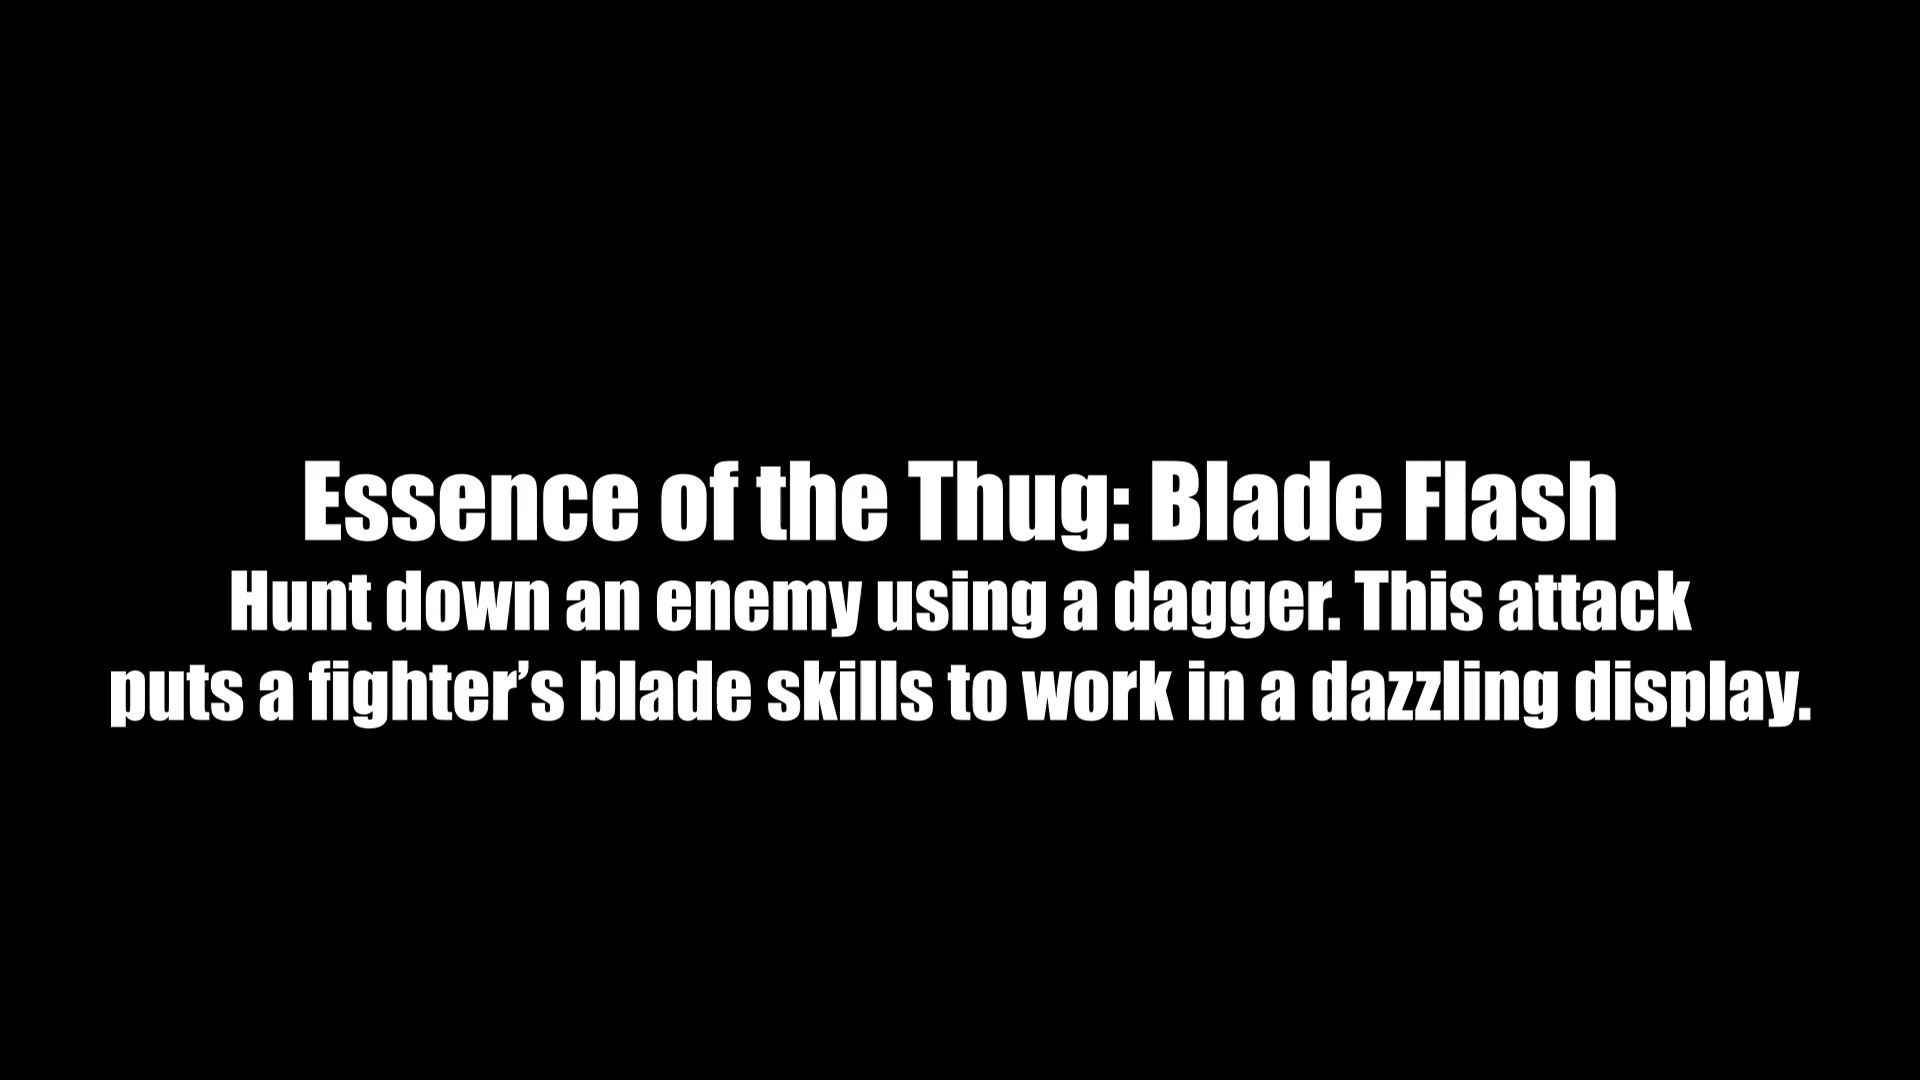 Essence of the Thug: Blade Flash
Hunt down an enemy using a dagger. This attack
puts a fighter’s blade skills to work in a dazzling display.